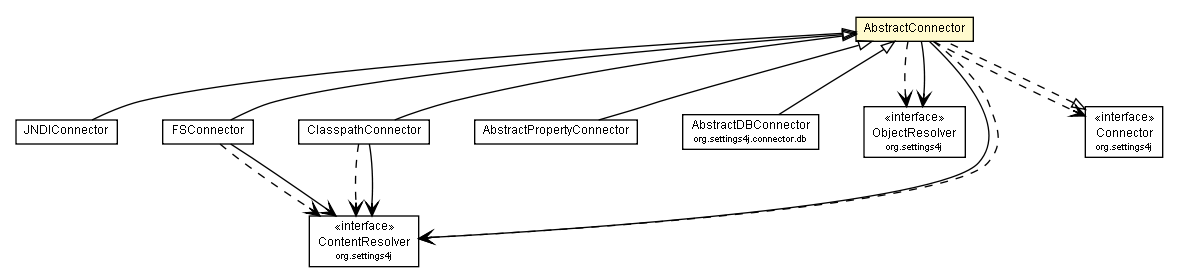 AbstractConnector
JNDIConnector
FSConnector
ClasspathConnector
AbstractPropertyConnector
AbstractDBConnector
org.settings4j.connector.db
«interface»
ObjectResolver
org.settings4j
«interface»
Connector
org.settings4j
«interface»
ContentResolver
org.settings4j